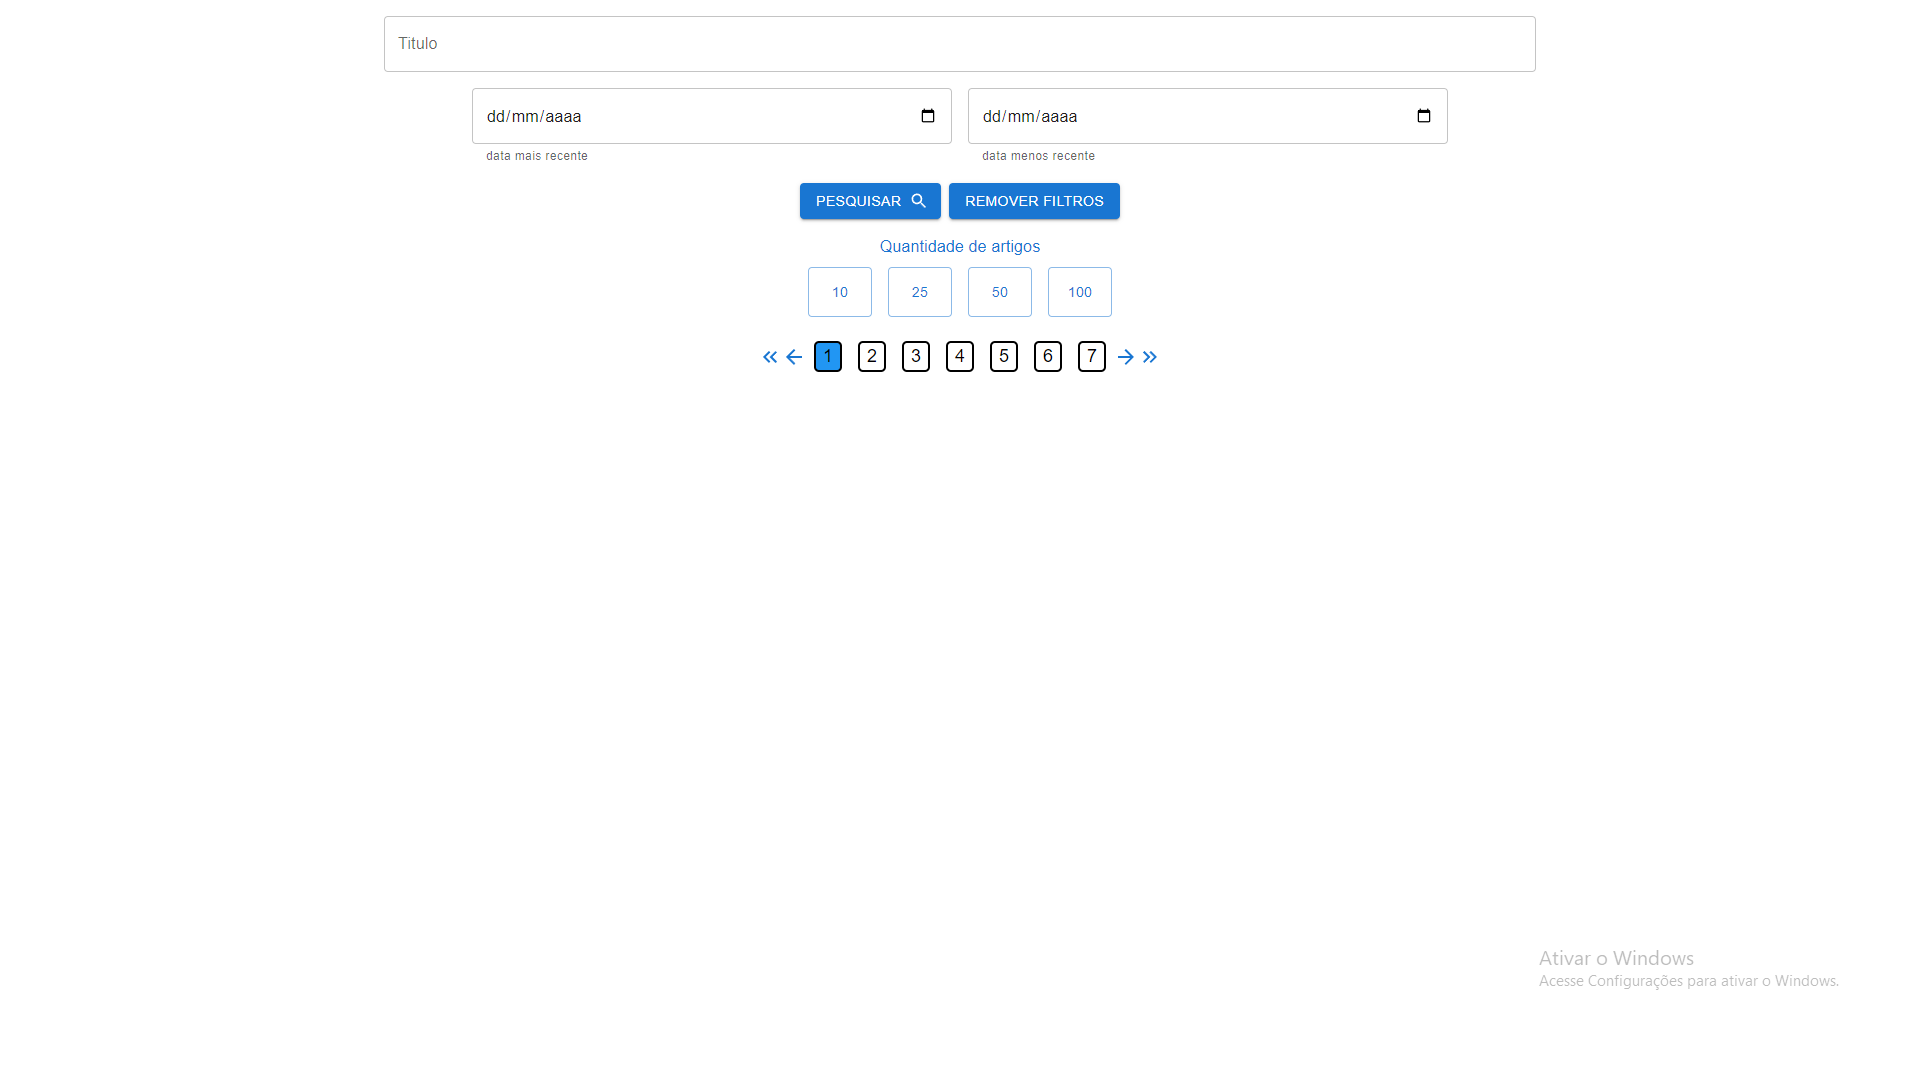 Titulo
dd/mm/aaaa dd/mm/aaaa
data mais recente data menos recente
PESQUISAR REMOVER FILTROS
Quantidade de artigos
10 25 50 100
1 2 3 4 5 6 7
Ativar o Windows
Acesse Configurações para ativar o Windows.